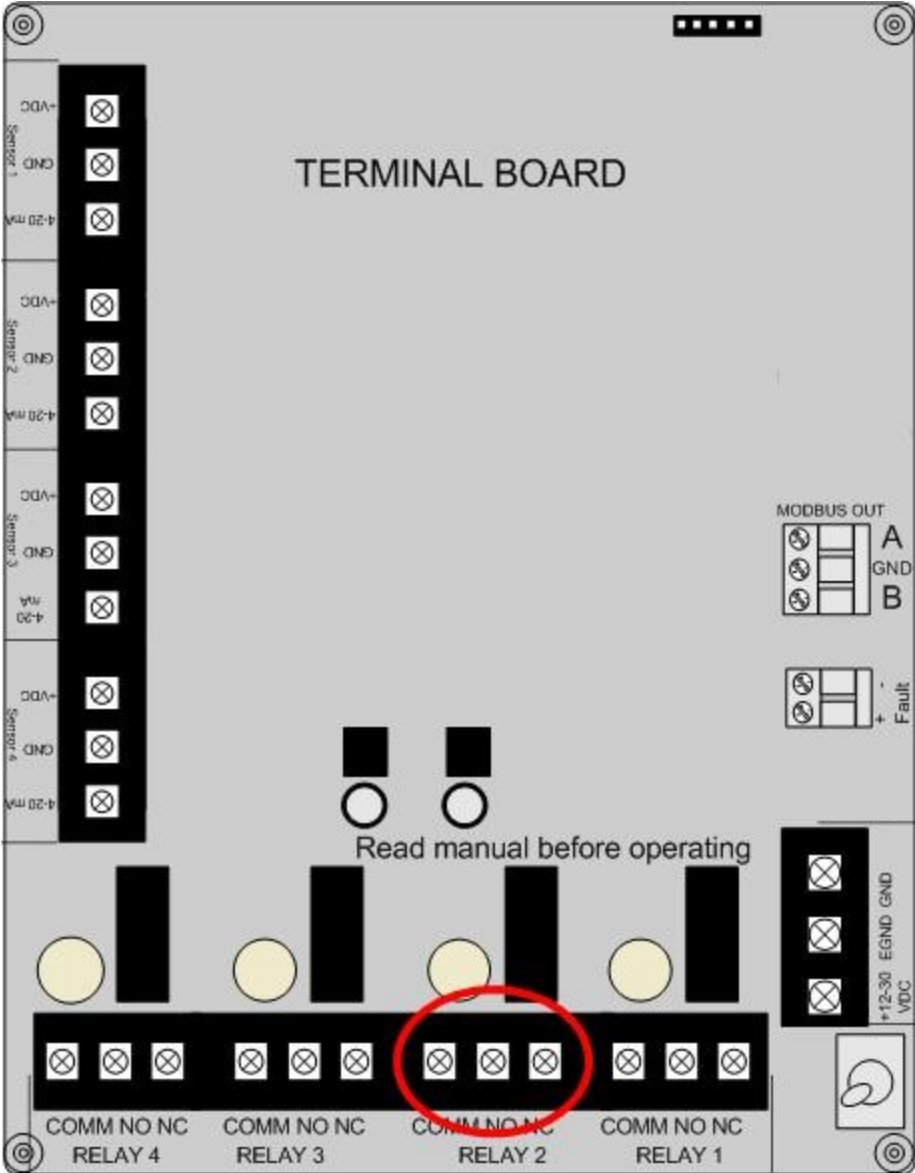 TERMINAL BOARD
+VDC
GND
4-20 mA
Sensor 1
+VDC
GND
4-20 mA
Sensor 2
+VDC
GND
4-20
mA
Sensor 3
+VDC
GND
4-20 mA
Sensor 4
MODBUS OUT
A
GND
B
-
+
Fault
Read manual before operating
GND
EGND
+12-30
VDC
COMM NO NC
RELAY 4
COMM NO NC
RELAY 3
COMM NO NC
RELAY 2
COMM NO NC
RELAY 1